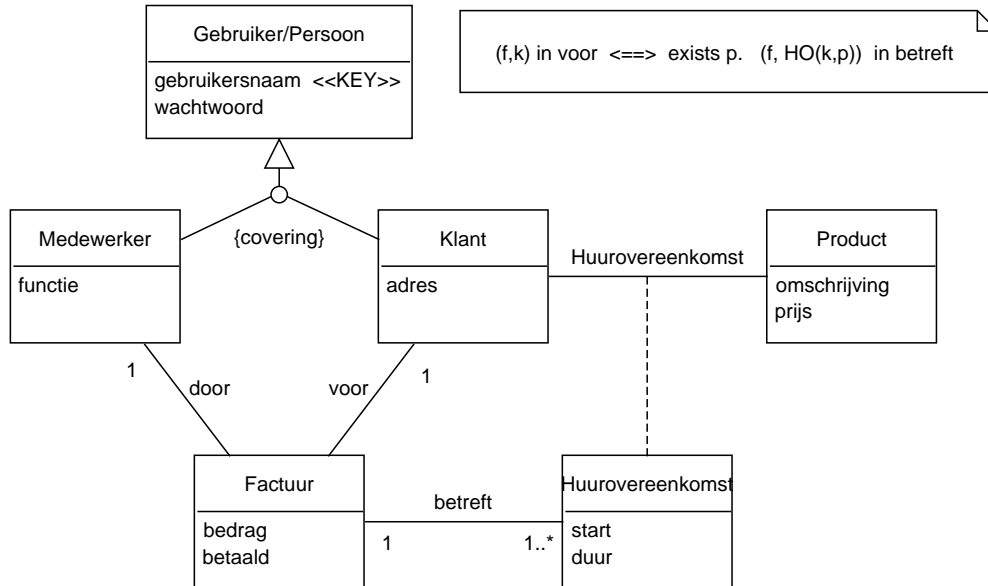 Gebruiker/Persoon
gebruikersnaam <<KEY>>
wachtwoord
(f,k) in voor <==> exists p. (f, HO(k,p)) in betreft
Medewerker
functie
{covering}
Klant
adres
Huurovereenkomst
Product
omschrijving
prijs
1
door
voor
1
Factuur
bedrag
betaald
betreft
1
1..*
Huurovereenkomst
start
duur